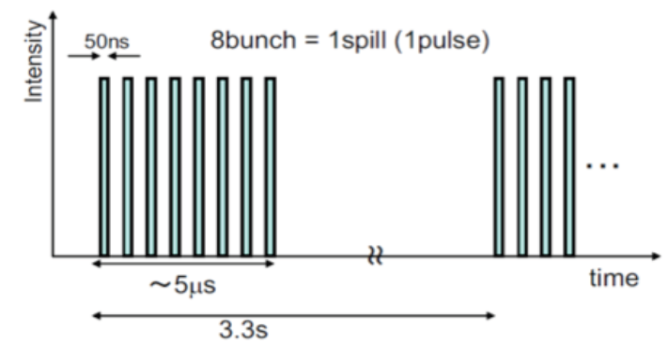 Intensity
50ns
8bunch = 1spill (1pulse)
...
~5μs
time
3.3s